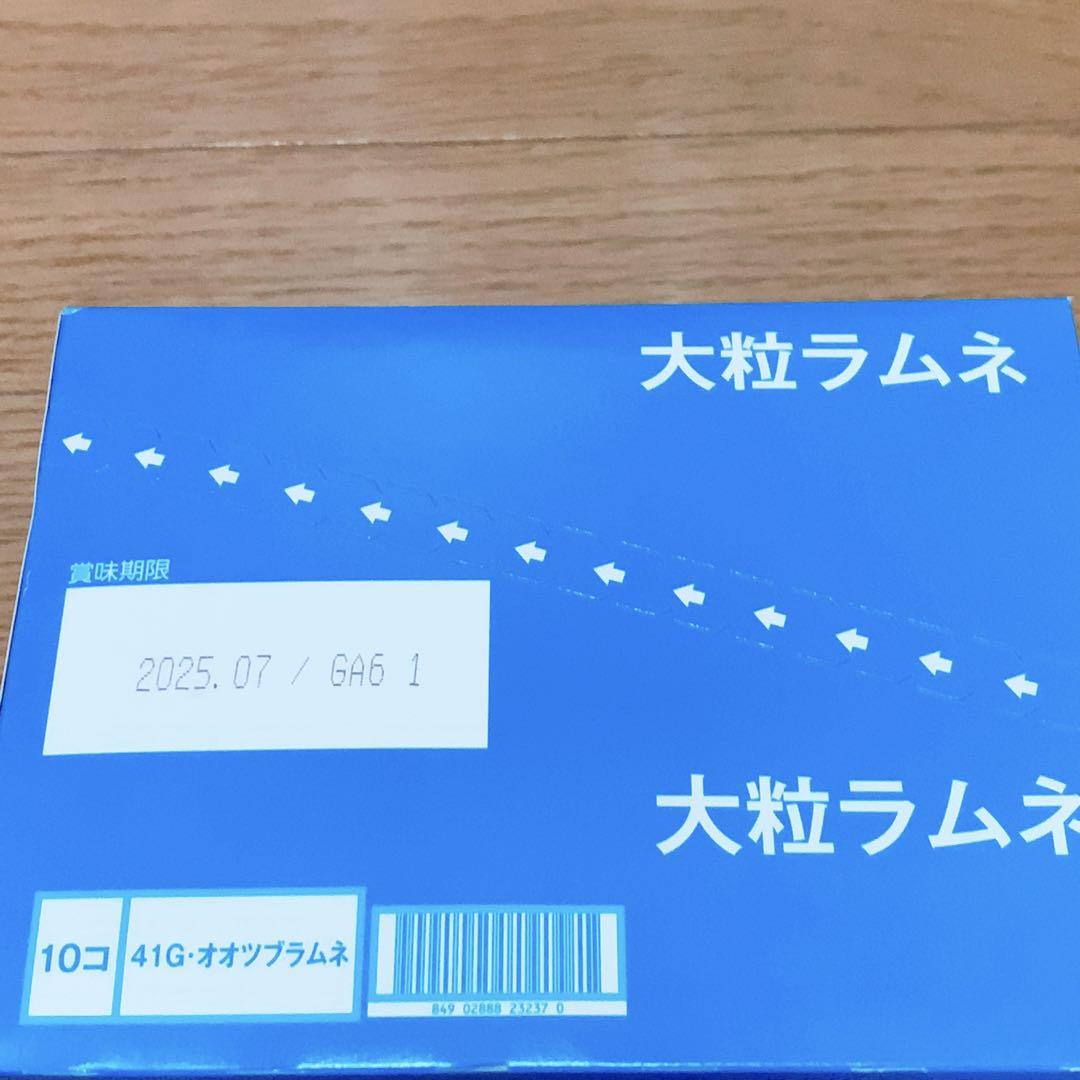 大粒ラムネ
賞味期限
2025.07 / GA6 1
大粒ラムネ
10コ
41G・オオツブラムネ
849 02888 23237 0